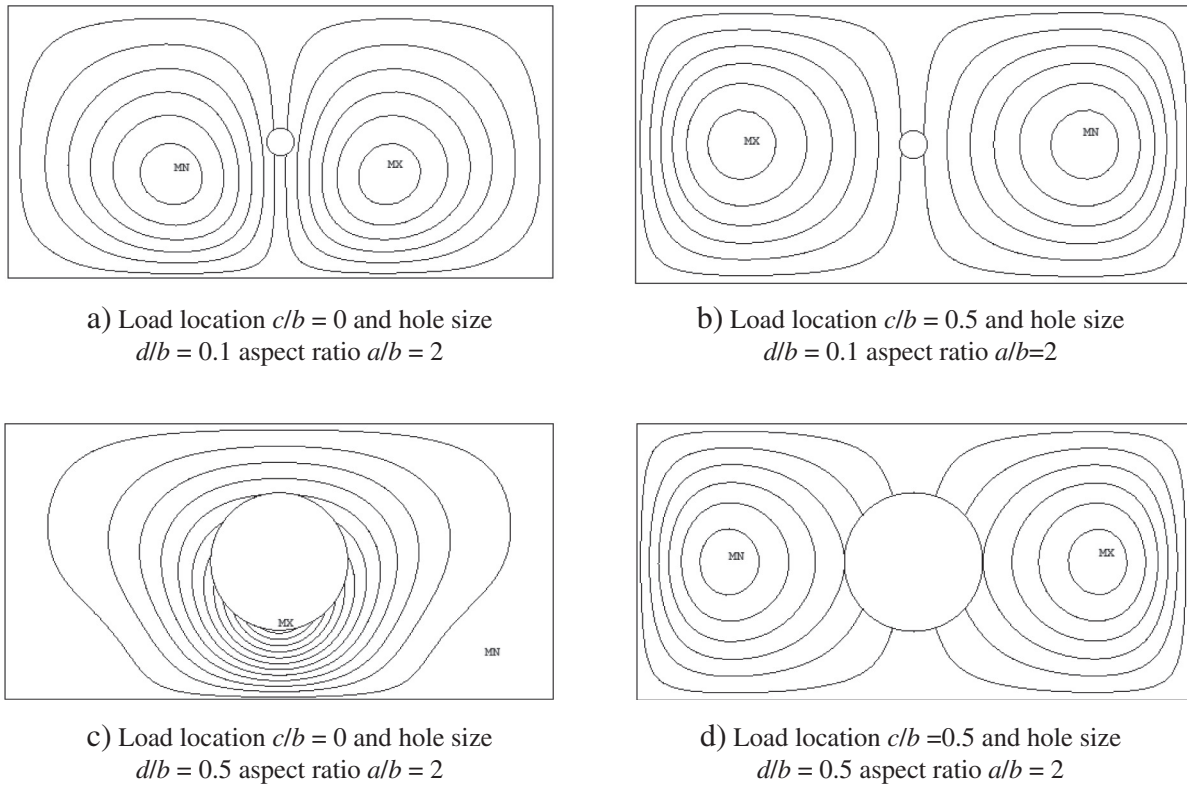 MN
MX
MX
MN
a) Load location c/b = 0 and hole size
d/b = 0.1 aspect ratio a/b = 2
b) Load location c/b = 0.5 and hole size
d/b = 0.1 aspect ratio a/b=2
MX
MN
MN
MX
c) Load location c/b = 0 and hole size
d/b = 0.5 aspect ratio a/b = 2
d) Load location c/b =0.5 and hole size
d/b = 0.5 aspect ratio a/b = 2